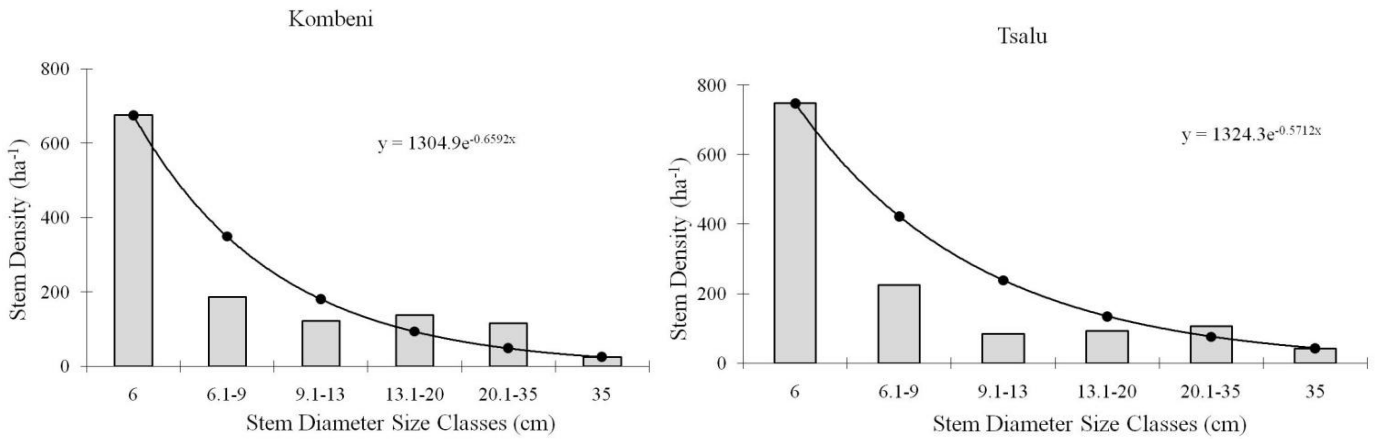 Kombeni
Stem Density (ha⁻¹)
800
600
400
200
0
y = 1304.9e⁻⁰·⁶⁵⁹²ˣ
6 6.1-9 9.1-13 13.1-20 20.1-35 35
Stem Diameter Size Classes (cm)
Tsalu
Stem Density (ha⁻¹)
800
600
400
200
0
y = 1324.3e⁻⁰·⁵⁷¹²ˣ
6 6.1-9 9.1-13 13.1-20 20.1-35 35
Stem Diameter Size Classes (cm)